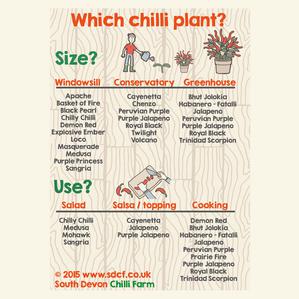 Which chilli plant?
Size?
Windowsill
Apache
Basket of Fire
Black Pearl
Chilly Chilli
Demon Red
Explosive Ember
Loco
Masquerade
Medusa
Purple Princess
Sangria
Conservatory
Cayenetta
Chenzo
Peruvian Purple
Purple Jalapeno
Royal Black
Twilight
Volcano
Greenhouse
Bhut Jolokia
Habanero - Fatalli
Jalapeno
Peruvian Purple
Purple Jalapeno
Royal Black
Trinidad Scorpion
Use?
Salad
Chilly Chilli
Medusa
Mohawk
Sangria
Salsa / topping
Cayenetta
Jalapeno
Purple Jalapeno
Cooking
Demon Red
Bhut Jolokia
Habanero - Fatalli
Jalapeno
Peruvian Purple
Prairie Fire
Purple Jalapeno
Royal Black
Trinidad Scorpion
© 2015 www.sdcf.co.uk
South Devon Chilli Farm